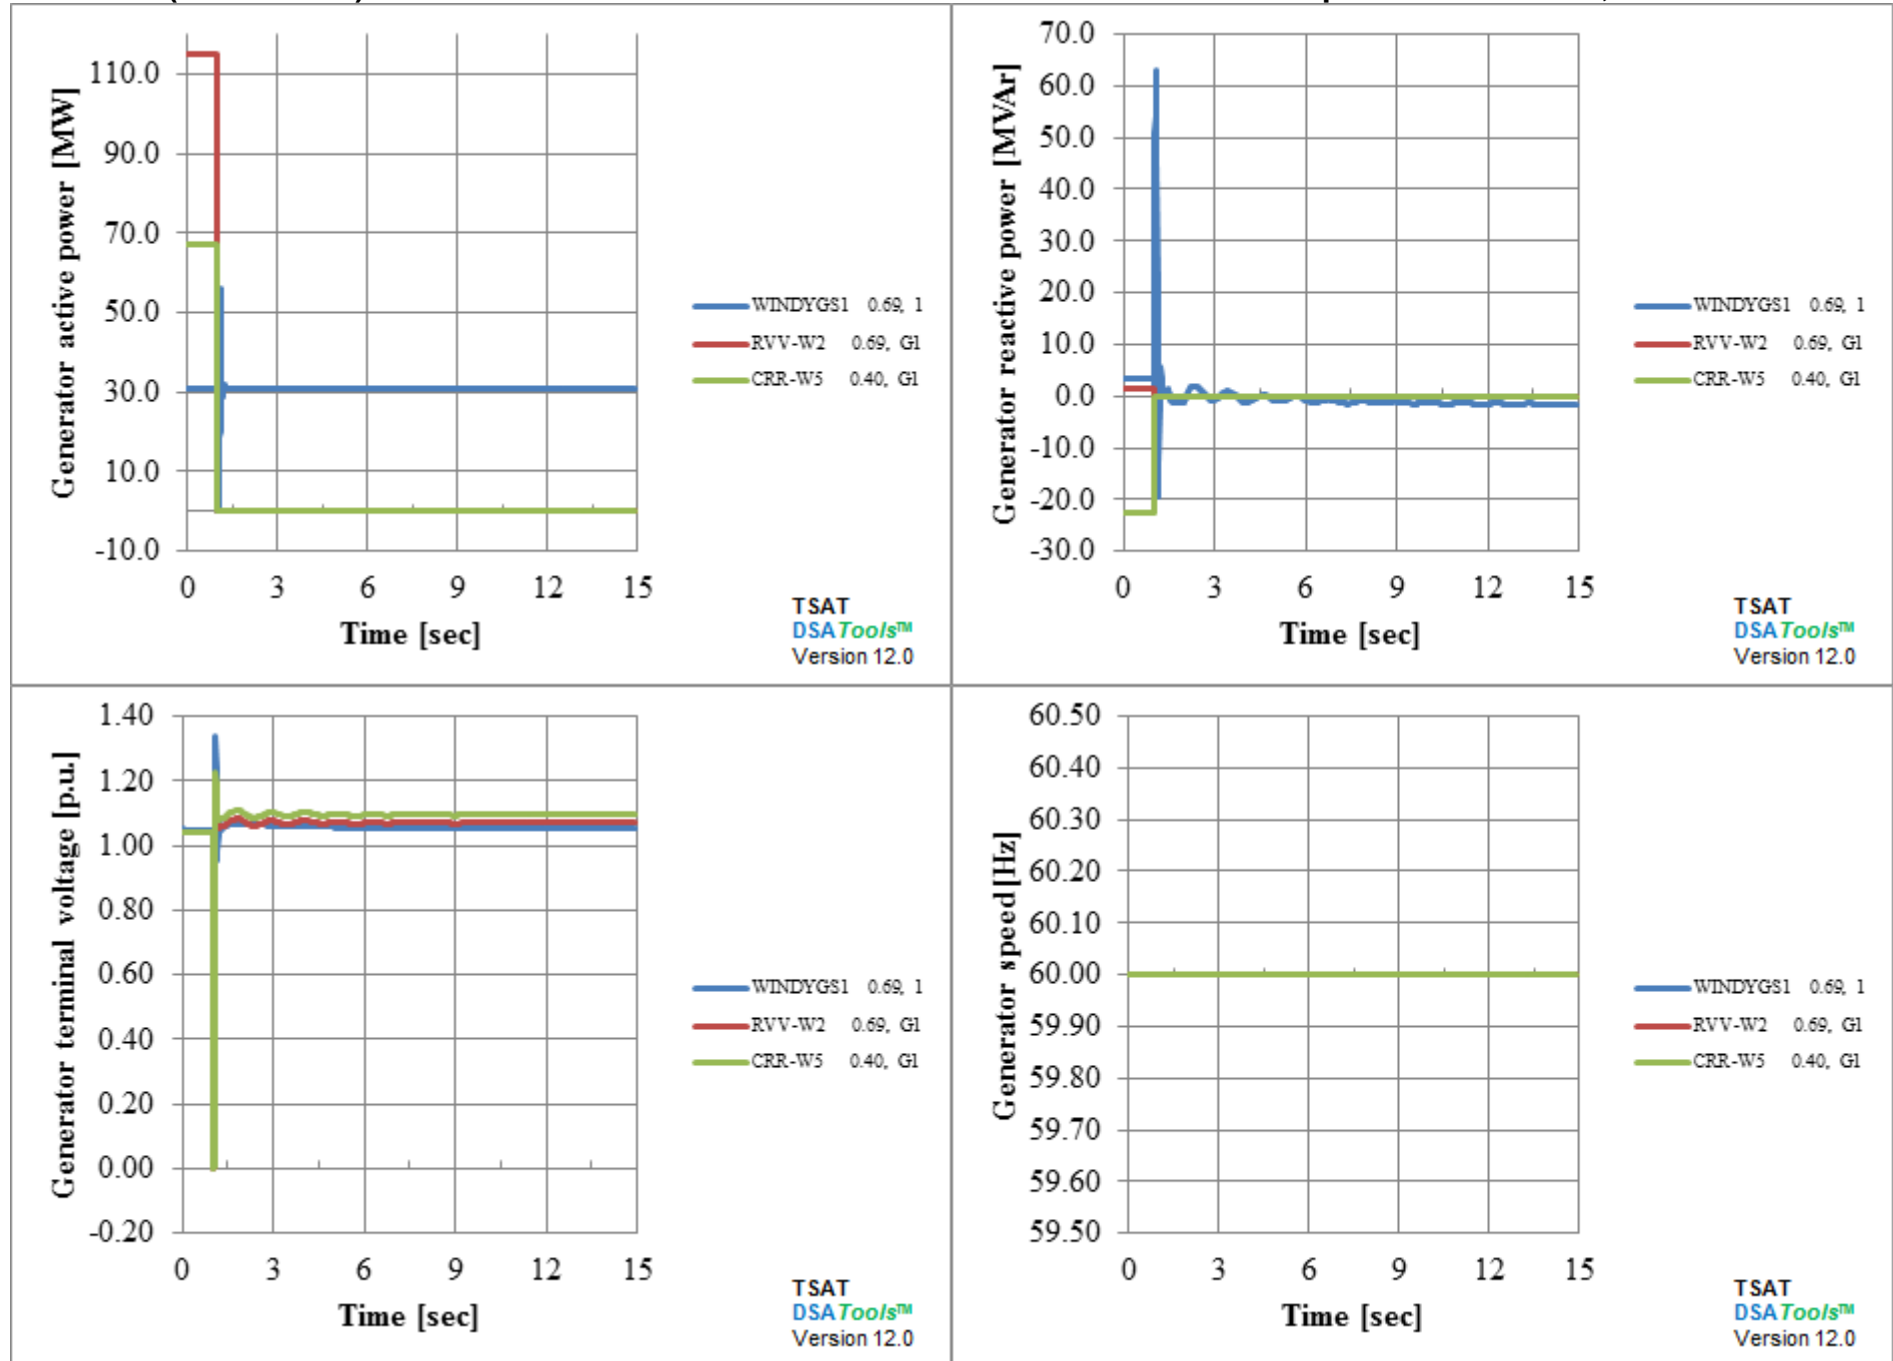 Generator active power [MW]
110.0
90.0
70.0
50.0
30.0
10.0
-10.0
0 3 6 9 12 15
Time [sec]
WINDYGS1 0.69, 1
RVV-W2 0.69, G1
CRR-W5 0.40, G1
TSAT
DSATools™
Version 12.0
Generator reactive power [MVAr]
70.0
60.0
50.0
40.0
30.0
20.0
10.0
0.0
-10.0
-20.0
-30.0
0 3 6 9 12 15
Time [sec]
WINDYGS1 0.69, 1
RVV-W2 0.69, G1
CRR-W5 0.40, G1
TSAT
DSATools™
Version 12.0
Generator terminal voltage [p.u.]
1.40
1.20
1.00
0.80
0.60
0.40
0.20
0.00
-0.20
0 3 6 9 12 15
Time [sec]
WINDYGS1 0.69, 1
RVV-W2 0.69, G1
CRR-W5 0.40, G1
TSAT
DSATools™
Version 12.0
Generator speed[Hz]
60.50
60.40
60.30
60.20
60.10
60.00
59.90
59.80
59.70
59.60
59.50
0 3 6 9 12 15
Time [sec]
WINDYGS1 0.69, 1
RVV-W2 0.69, G1
CRR-W5 0.40, G1
TSAT
DSATools™
Version 12.0